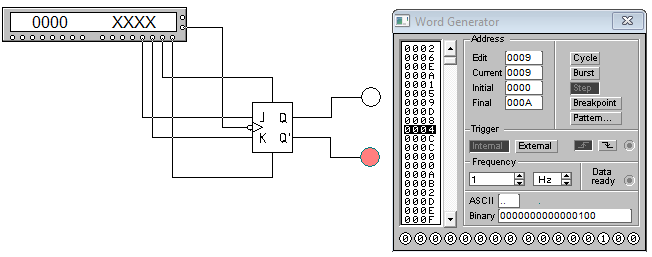 0000 XXXX
J Q
K Q'
Word Generator
0002
0006
000E
000A
0001
0005
0009
000D
0008
0004
000C
0000
0000
000A
000B
000D
000E
000F
Address
Edit 0009
Current 0009
Initial 0000
Final 000A
Cycle
Burst
Step
Breakpoint
Pattern...
Trigger
Internal External
Frequency
1 Hz
Data
ready
ASCII ..
Binary 0000000000000100
0 0 0 0 0 0 0 0 0 0 0 0 0 1 0 0